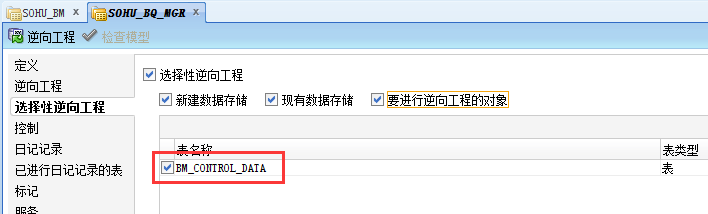 SOHU_BM x SOHU_BQ_MGR x
逆向工程 检查模型
定义
逆向工程
选择性逆向工程
控制
日记记录
已进行日记记录的表
标记
服务
选择性逆向工程
新建数据存储 现有数据存储 要进行逆向工程的对象
表名称 表类型
BM_CONTROL_DATA 表